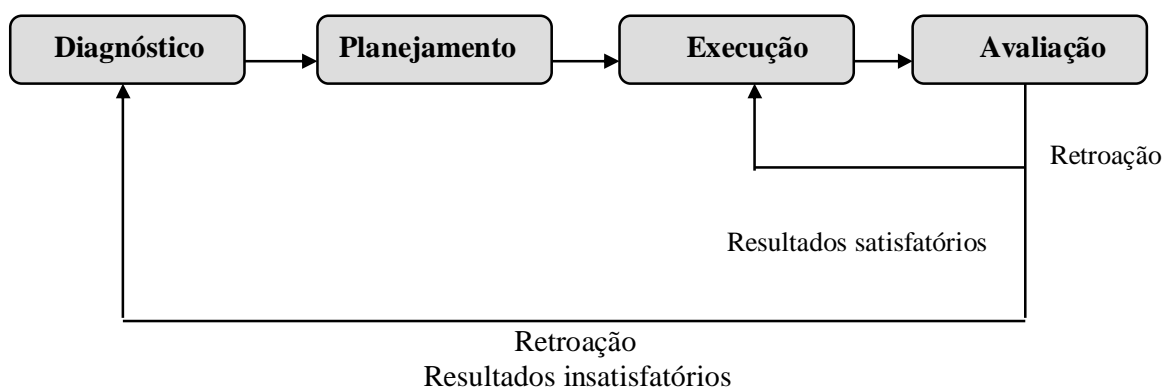 Diagnóstico
Planejamento
Execução
Avaliação
Retroação
Resultados satisfatórios
Retroação
Resultados insatisfatórios